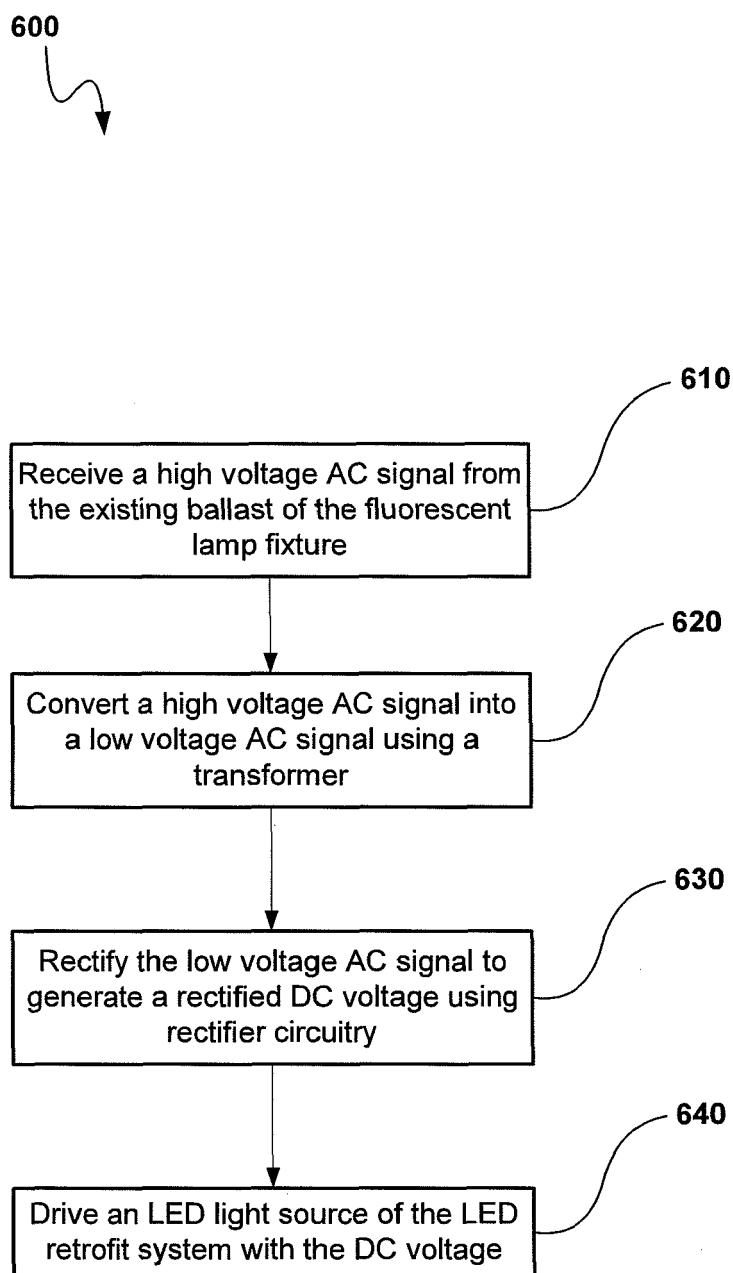 600
610
Receive a high voltage AC signal from
the existing ballast of the fluorescent
lamp fixture
620
Convert a high voltage AC signal into
a low voltage AC signal using a
transformer
630
Rectify the low voltage AC signal to
generate a rectified DC voltage using
rectifier circuitry
640
Drive an LED light source of the LED
retrofit system with the DC voltage